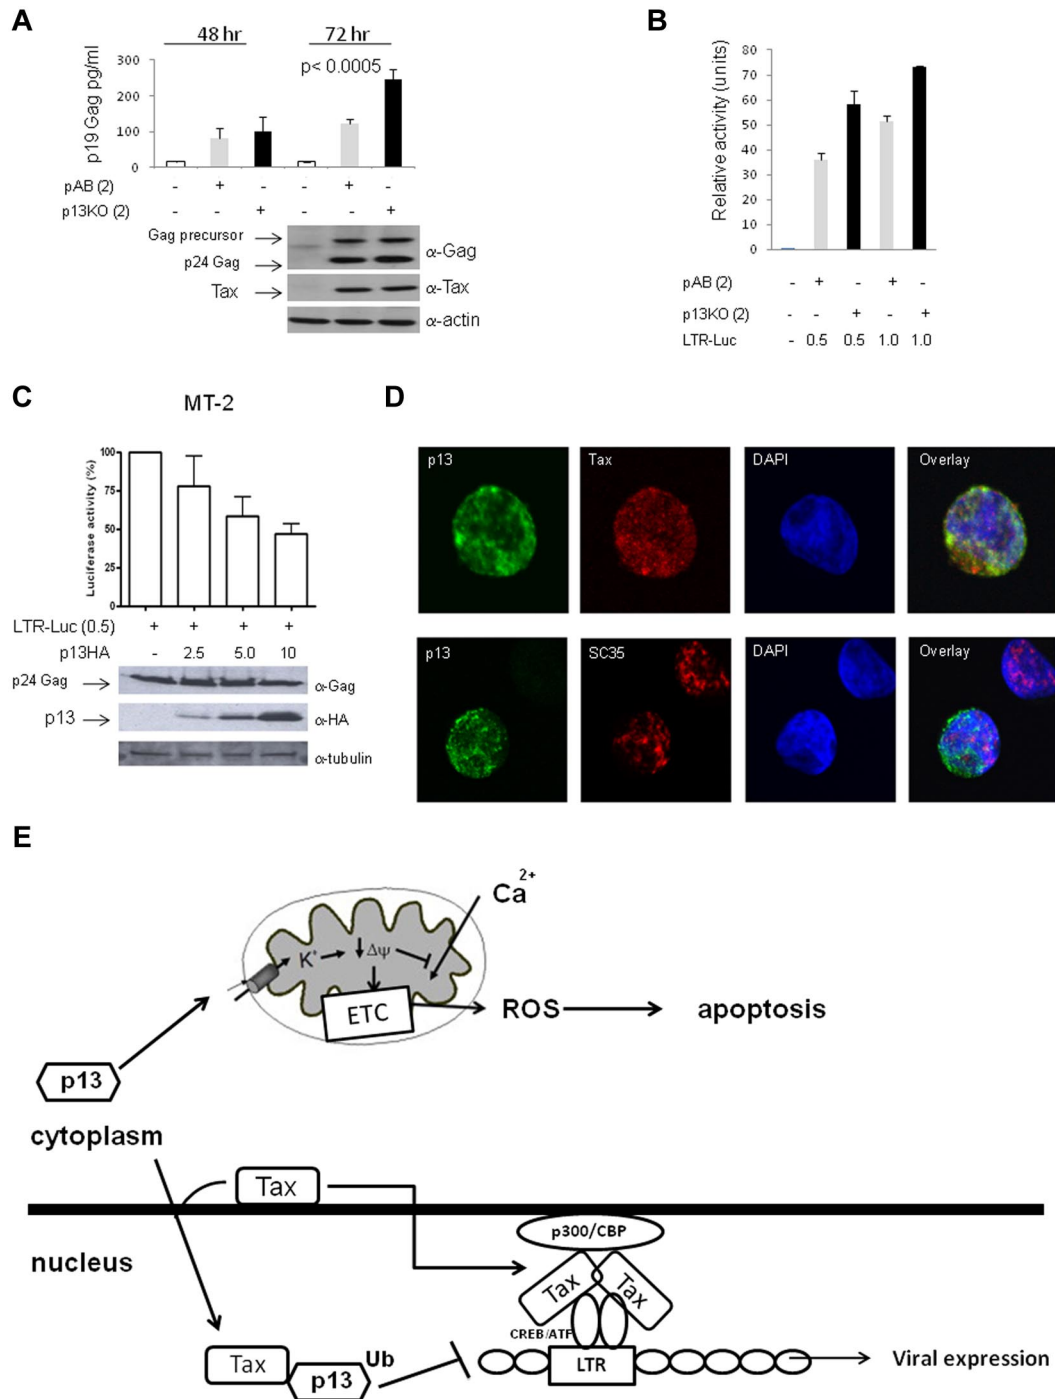 A
48 hr 72 hr
p19 Gag pg/ml
300
200
100
0
p< 0.0005
pAB (2) - + - - + -
p13KO (2) - - + - - +
Gag precursor
p24 Gag
Tax
α-Gag
α-Tax
α-actin
B
Relative activity (units)
80
70
60
50
40
30
20
10
0
pAB (2) - + - + -
p13KO (2) - - + - +
LTR-Luc - 0.5 0.5 1.0 1.0
C
MT-2
Luciferase activity (%)
100
75
50
25
0
LTR-Luc (0.5) + + + +
p13HA - 2.5 5.0 10
p24 Gag
p13
α-Gag
α-HA
α-tubulin
D
p13 Tax DAPI Overlay
p13 SC35 DAPI Overlay
E
Ca2+
K+ Δψ
ETC
ROS apoptosis
p13
cytoplasm
Tax
nucleus
p300/CBP
Tax Tax
CREB/ATF
LTR
Viral expression
Tax p13 Ub